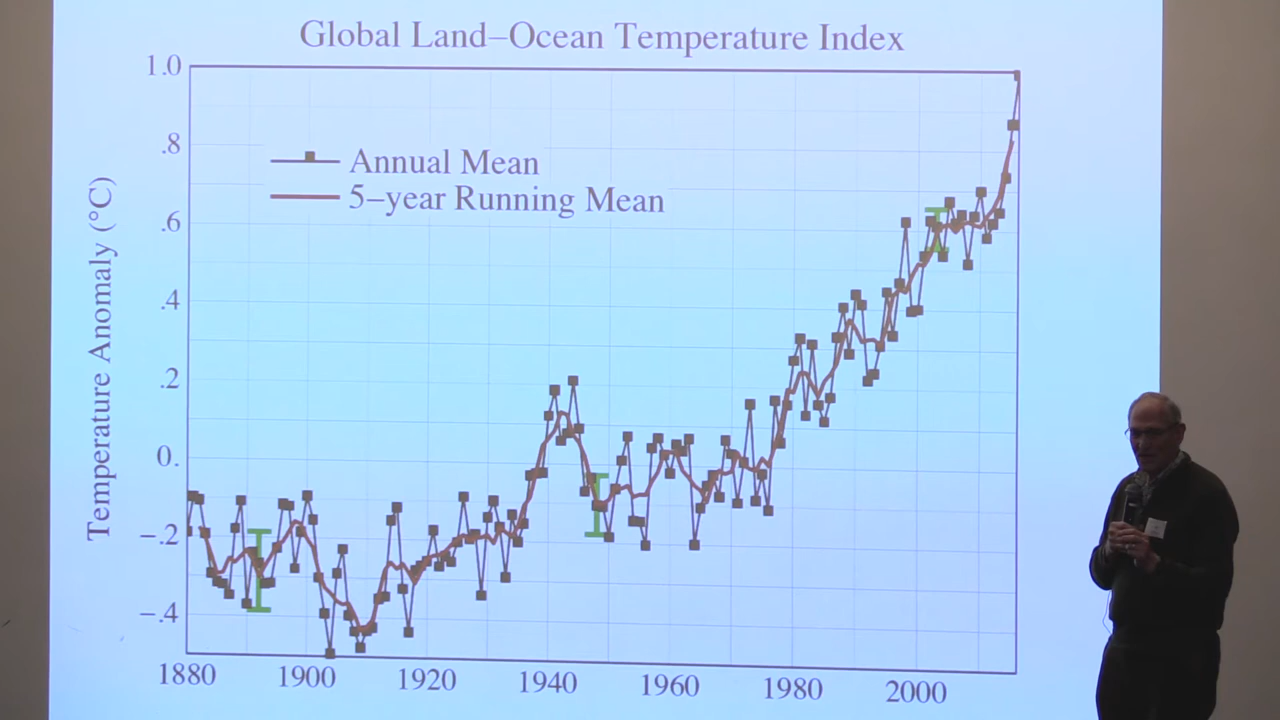 Global Land–Ocean Temperature Index
Temperature Anomaly (°C)
1.0
.8
.6
.4
.2
0.
–.2
–.4
Annual Mean
5–year Running Mean
1880 1900 1920 1940 1960 1980 2000